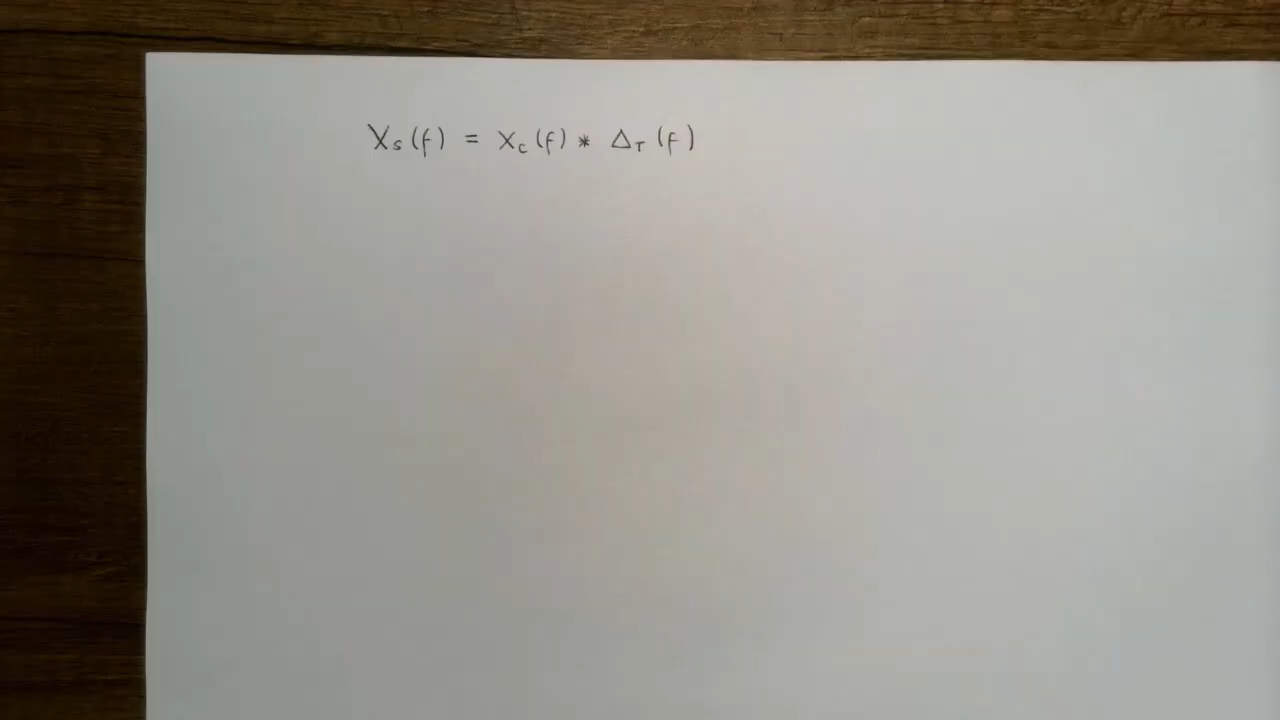 Xs(f) = Xc(f) * ΔT(f)